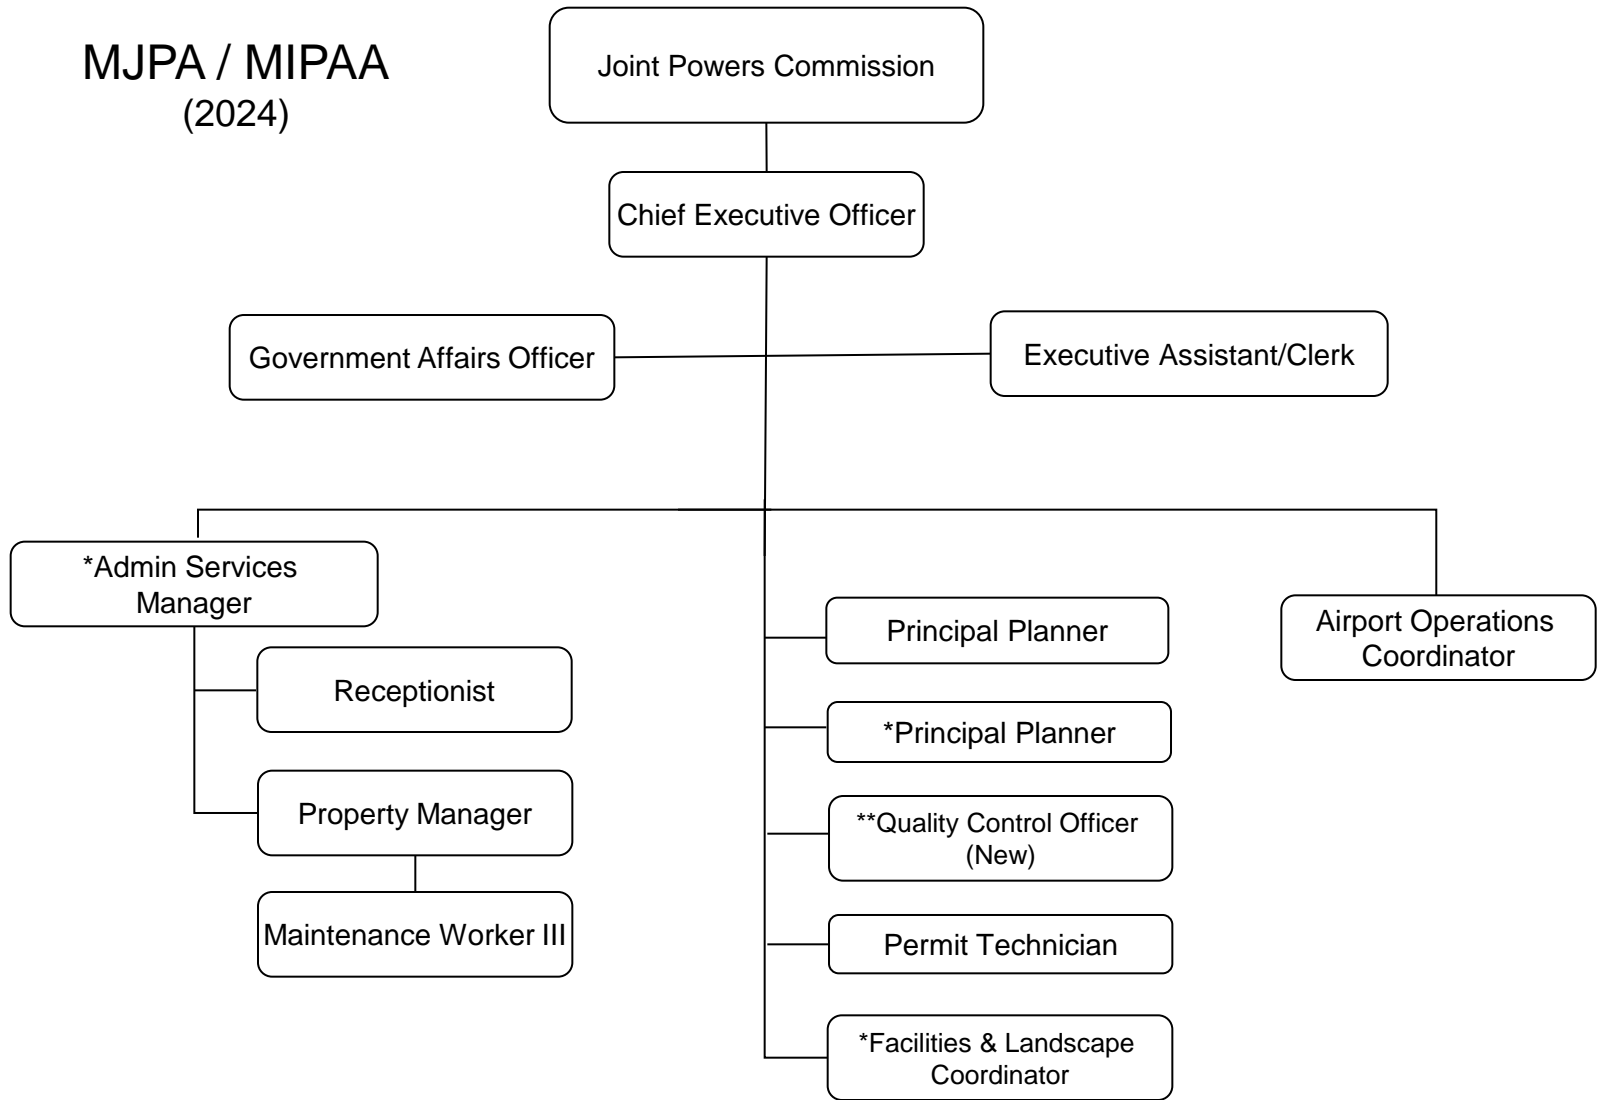 MJPA / MIPAA
(2024)
Joint Powers Commission
Chief Executive Officer
Government Affairs Officer
Executive Assistant/Clerk
*Admin Services
Manager
Receptionist
Property Manager
Maintenance Worker III
Principal Planner
*Principal Planner
**Quality Control Officer
(New)
Permit Technician
*Facilities & Landscape
Coordinator
Airport Operations
Coordinator